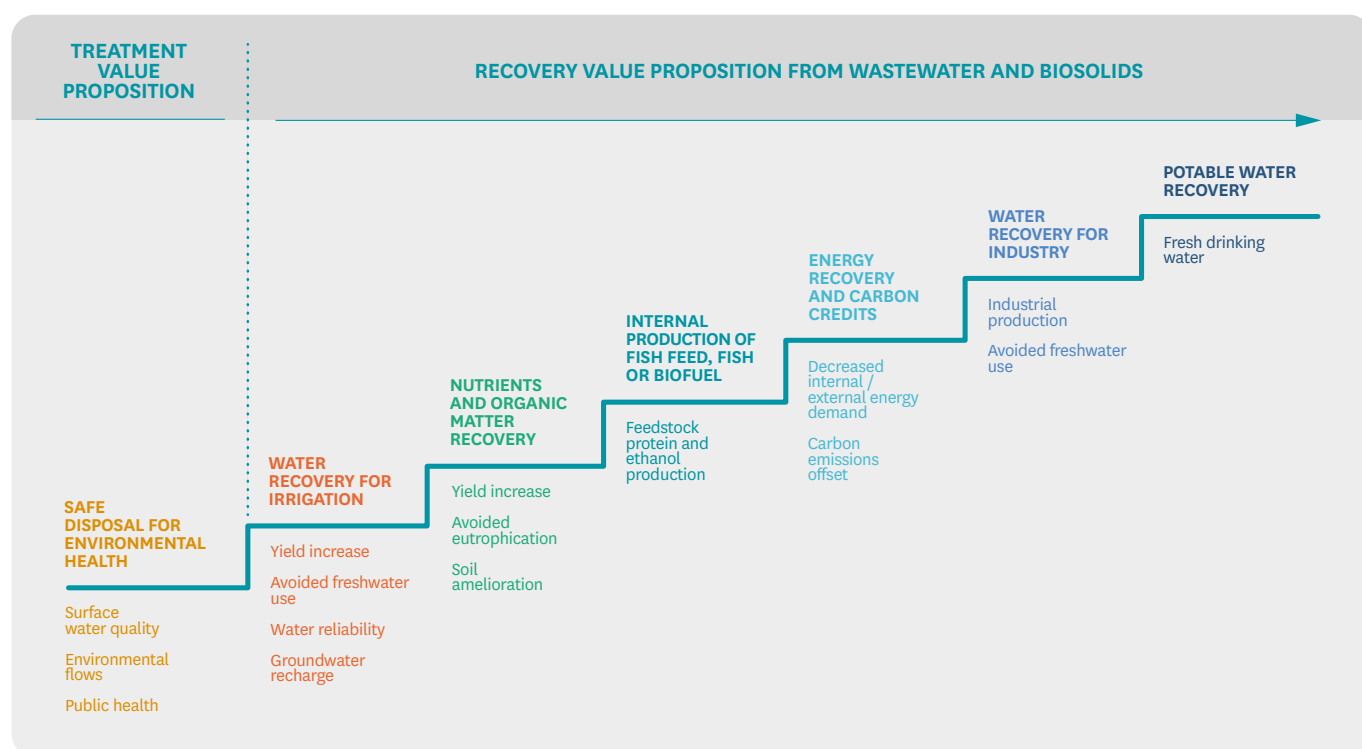 TREATMENT
VALUE
PROPOSITION
RECOVERY VALUE PROPOSITION FROM WASTEWATER AND BIOSOLIDS
SAFE
DISPOSAL FOR
ENVIRONMENTAL
HEALTH
Surface
water quality
Environmental
flows
Public health
WATER
RECOVERY FOR
IRRIGATION
Yield increase
Avoided freshwater
use
Water reliability
Groundwater
recharge
NUTRIENTS
AND ORGANIC
MATTER
RECOVERY
Yield increase
Avoided
eutrophication
Soil
amelioration
INTERNAL
PRODUCTION OF
FISH FEED, FISH
OR BIOFUEL
Feedstock
protein and
ethanol
production
ENERGY
RECOVERY
AND CARBON
CREDITS
Decreased
internal /
external energy
demand
Carbon
emissions
offset
WATER
RECOVERY FOR
INDUSTRY
Industrial
production
Avoided freshwater
use
POTABLE WATER
RECOVERY
Fresh drinking
water